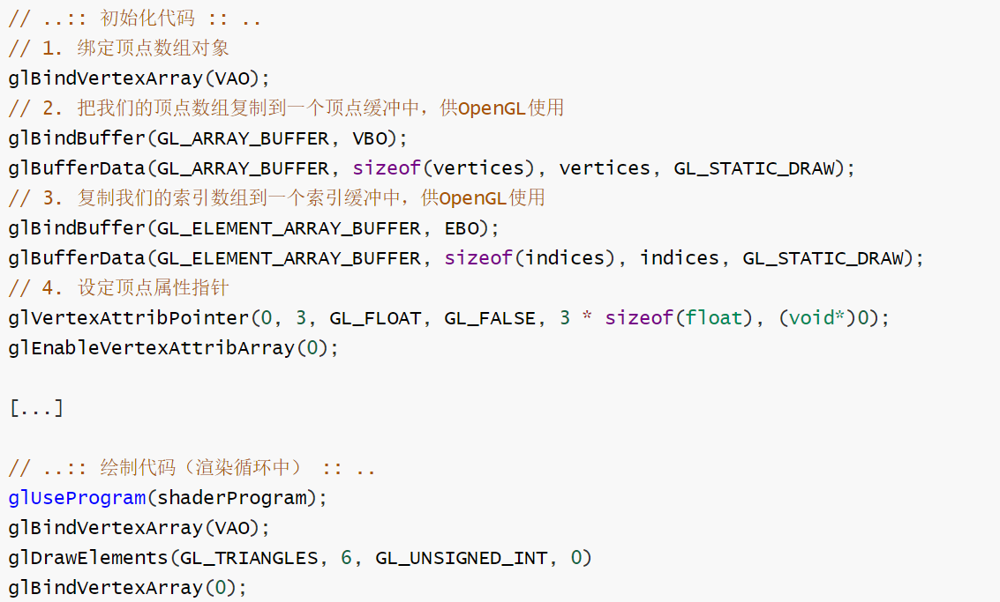 // ..:: 初始化代码 :: ..
// 1. 绑定顶点数组对象
glBindVertexArray(VAO);
// 2. 把我们的顶点数组复制到一个顶点缓冲中，供OpenGL使用
glBindBuffer(GL_ARRAY_BUFFER, VBO);
glBufferData(GL_ARRAY_BUFFER, sizeof(vertices), vertices, GL_STATIC_DRAW);
// 3. 复制我们的索引数组到一个索引缓冲中，供OpenGL使用
glBindBuffer(GL_ELEMENT_ARRAY_BUFFER, EBO);
glBufferData(GL_ELEMENT_ARRAY_BUFFER, sizeof(indices), indices, GL_STATIC_DRAW);
// 4. 设定顶点属性指针
glVertexAttribPointer(0, 3, GL_FLOAT, GL_FALSE, 3 * sizeof(float), (void*)0);
glEnableVertexAttribArray(0);
[...]
// ..:: 绘制代码（渲染循环中） :: ..
glUseProgram(shaderProgram);
glBindVertexArray(VAO);
glDrawElements(GL_TRIANGLES, 6, GL_UNSIGNED_INT, 0)
glBindVertexArray(0);